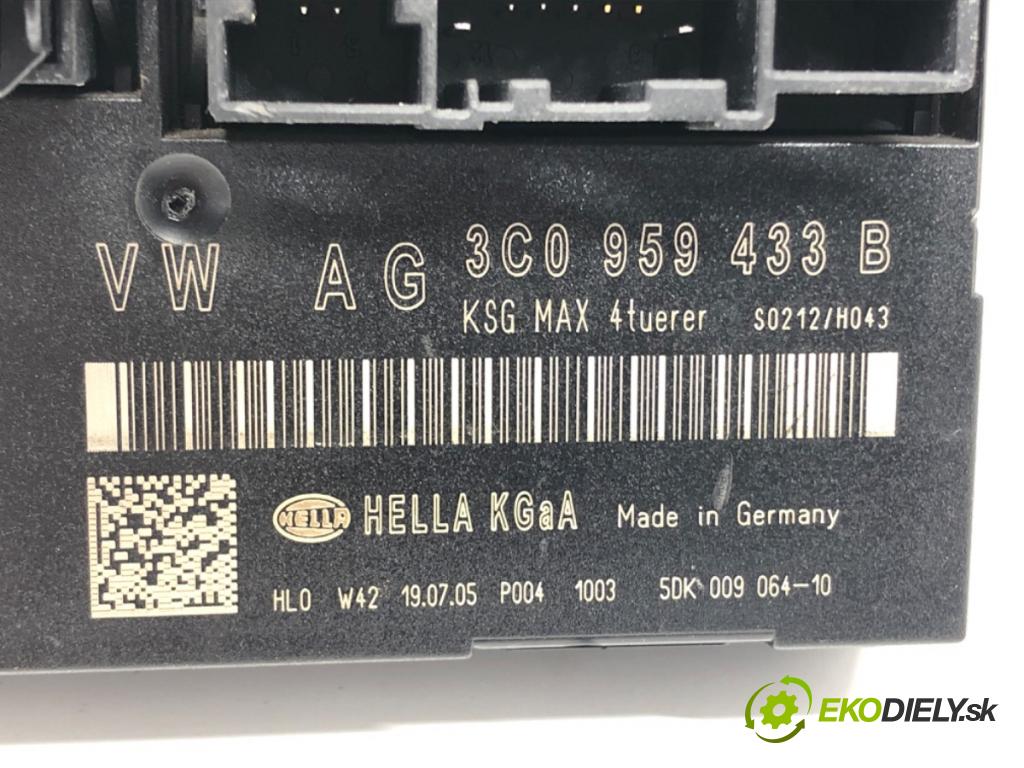 VW AG 3C0 959 433 B
KSG MAX 4tuerer S0212/H043
HELLA HELLA KGaA Made in Germany
HLO W42 19.07.05 P004 1003 5DK 009 064-10
EKODIELY.sk